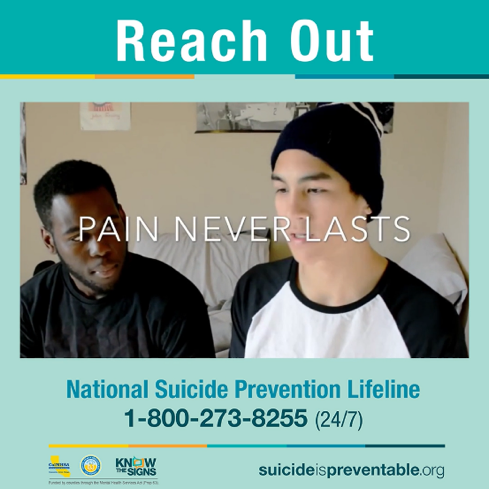 Reach Out
PAIN NEVER LASTS
National Suicide Prevention Lifeline
1-800-273-8255 (24/7)
CalMHSA
KNOW
THE SIGNS
suicideispreventable.org